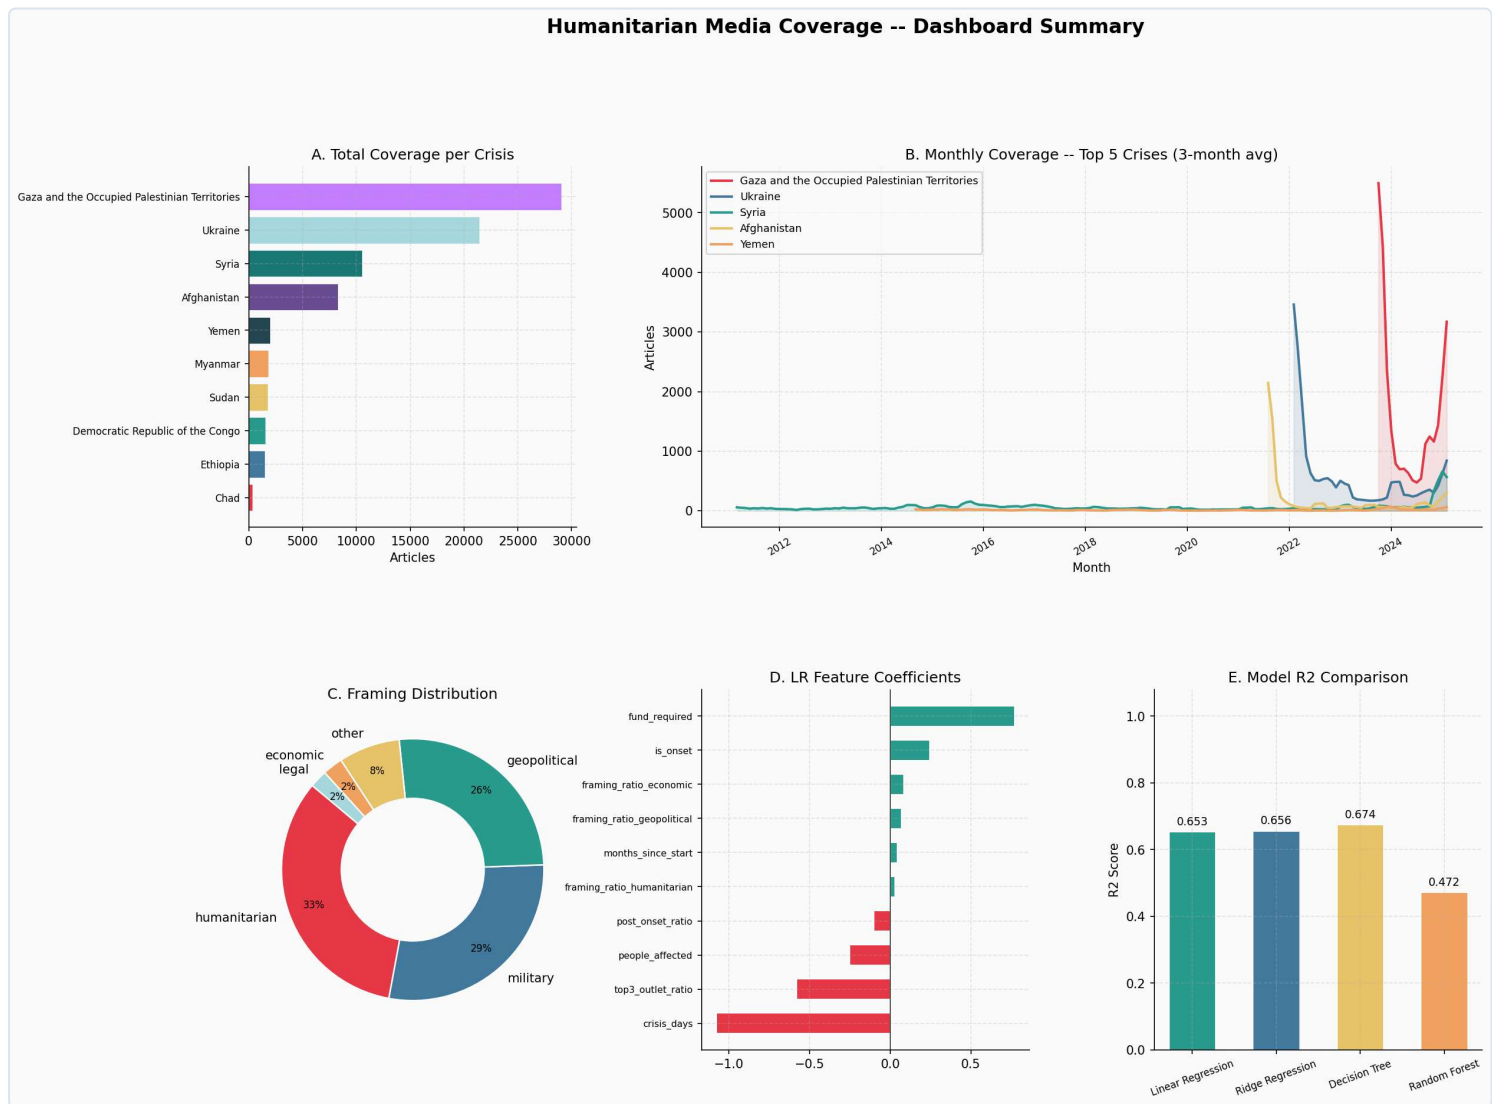 Humanitarian Media Coverage -- Dashboard Summary
A. Total Coverage per Crisis
Gaza and the Occupied Palestinian Territories
Ukraine
Syria
Afghanistan
Yemen
Myanmar
Sudan
Democratic Republic of the Congo
Ethiopia
Chad
0 5000 10000 15000 20000 25000 30000
Articles
B. Monthly Coverage -- Top 5 Crises (3-month avg)
Gaza and the Occupied Palestinian Territories
Ukraine
Syria
Afghanistan
Yemen
5000
4000
3000
2000
1000
0
Articles
2012 2014 2016 2018 2020 2022 2024
Month
C. Framing Distribution
other
economic
legal
geopolitical
humanitarian
military
8%
2%
2%
26%
33%
29%
D. LR Feature Coefficients
fund_required
is_onset
framing_ratio_economic
framing_ratio_geopolitical
months_since_start
framing_ratio_humanitarian
post_onset_ratio
people_affected
top3_outlet_ratio
crisis_days
−1.0 −0.5 0.0 0.5
E. Model R2 Comparison
1.0
0.8
0.6
0.4
0.2
0.0
R2 Score
0.653 0.656 0.674 0.472
Linear Regression Ridge Regression Decision Tree Random Forest